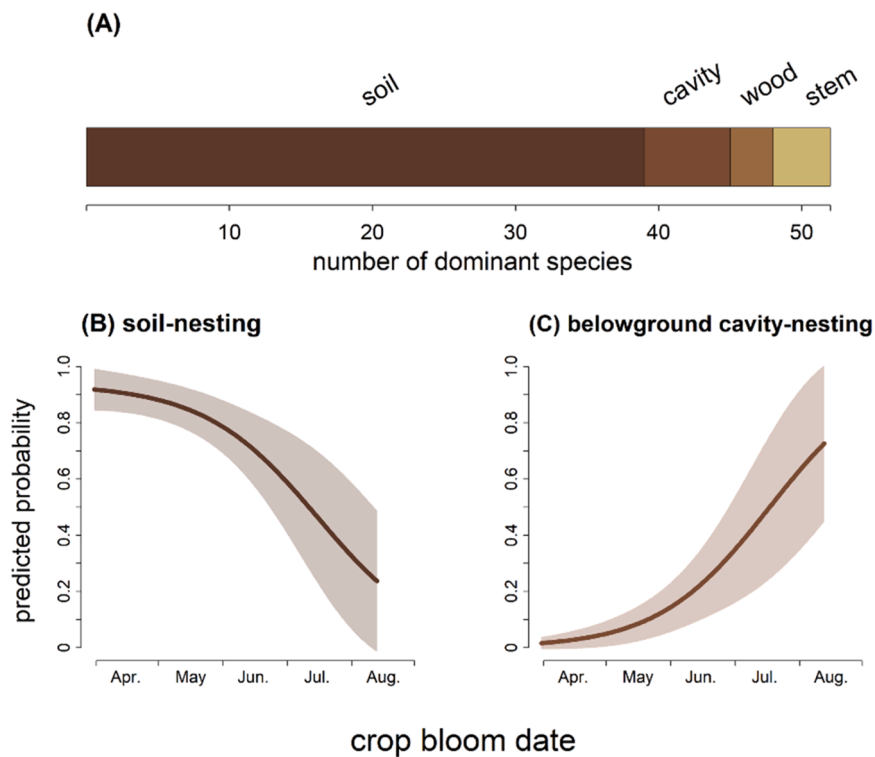 (A)
soil cavity wood stem
10 20 30 40 50
number of dominant species
(B) soil-nesting
predicted probability
1.0
0.8
0.6
0.4
0.2
0
Apr. May Jun. Jul. Aug.
(C) belowground cavity-nesting
1.0
0.8
0.6
0.4
0.2
0
Apr. May Jun. Jul. Aug.
crop bloom date